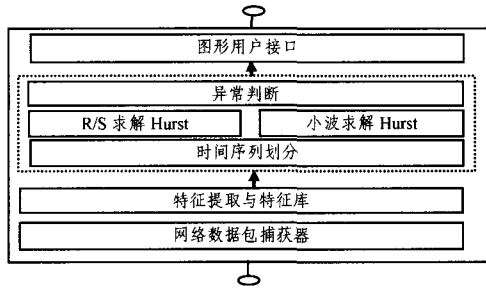 图形用户接口
异常判断
R/S 求解 Hurst
小波求解 Hurst
时间序列划分
特征提取与特征库
网络数据包捕获器